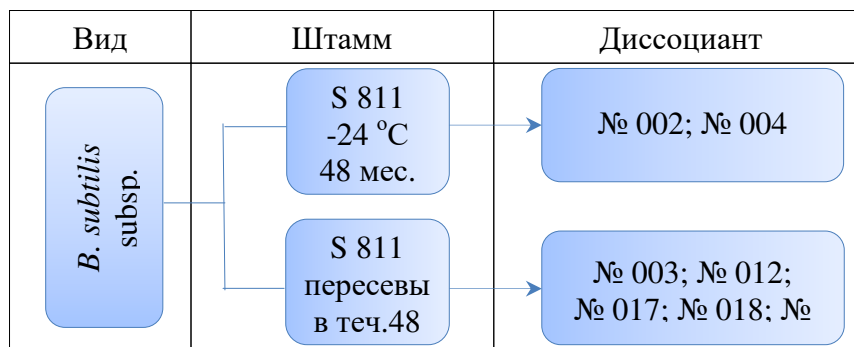 Вид Штамм Диссоциант
B. subtilis
subsp.
S 811
-24 °C
48 мес.
№ 002; № 004
S 811
пересевы
в теч.48
№ 003; № 012;
№ 017; № 018; №